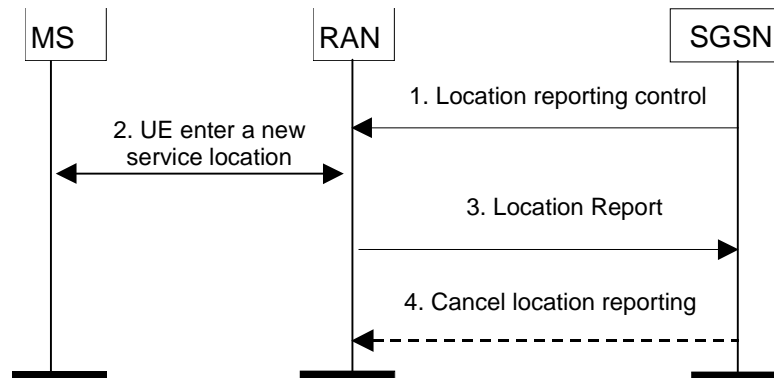 MS
RAN
SGSN
1. Location reporting control
2. UE enter a new
service location
3. Location Report
4. Cancel location reporting